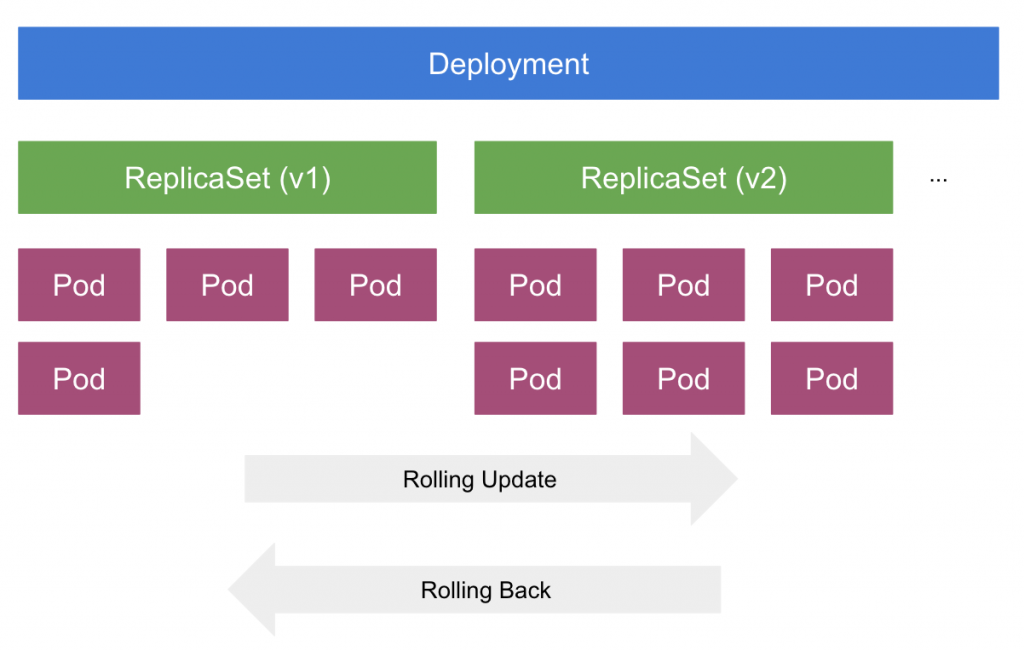 Deployment
ReplicaSet (v1) ReplicaSet (v2) ...
Pod Pod Pod Pod Pod Pod
Pod Pod Pod Pod
Rolling Update
Rolling Back